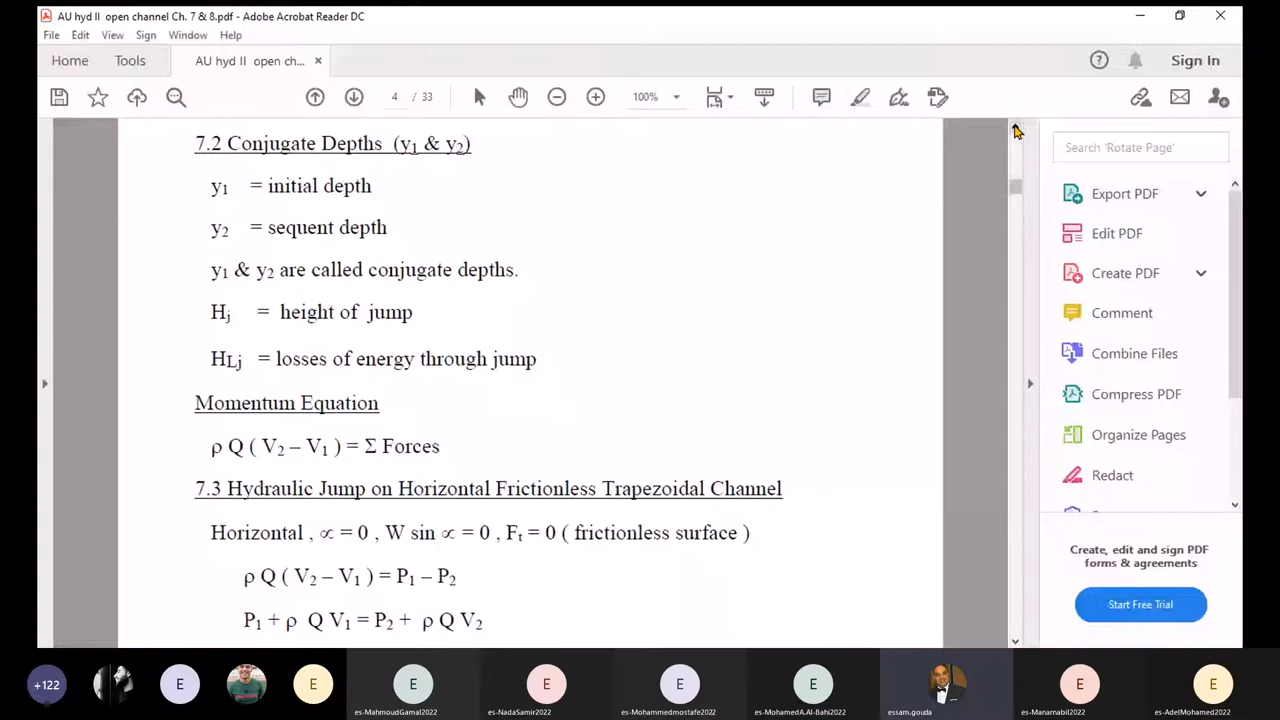 AU hyd II open channel Ch. 7 & 8.pdf - Adobe Acrobat Reader DC
File Edit View Sign Window Help
Home Tools AU hyd II open ch... × Sign In
4 / 33 100%
7.2 Conjugate Depths (y₁ & y₂)
y₁ = initial depth
y₂ = sequent depth
y₁ & y₂ are called conjugate depths.
Hⱼ = height of jump
HLj = losses of energy through jump
Momentum Equation
ρ Q ( V₂ – V₁ ) = Σ Forces
7.3 Hydraulic Jump on Horizontal Frictionless Trapezoidal Channel
Horizontal , ∝ = 0 , W sin ∝ = 0 , Fₜ = 0 ( frictionless surface )
ρ Q ( V₂ – V₁ ) = P₁ – P₂
P₁ + ρ Q V₁ = P₂ + ρ Q V₂
Search 'Rotate Page'
Export PDF
Edit PDF
Create PDF
Comment
Combine Files
Compress PDF
Organize Pages
Redact
Create, edit and sign PDF
forms & agreements
Start Free Trial
+122 E E E E E E E E
es-MahmoudGamal2022 es-NadaSamir2022 es-Mohammedmostafe2022 es-MohamedA.Al-Bahi2022 essam.gouda es-Manarnabil2022 es-AdelMohamed2022